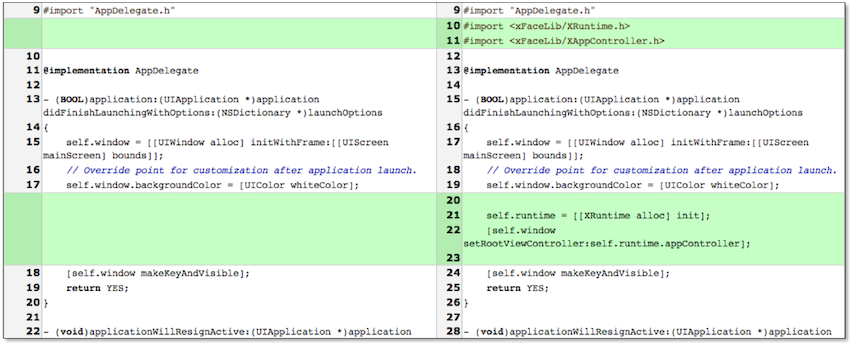 9 #import "AppDelegate.h"
10
11 @implementation AppDelegate
12
13 - (BOOL)application:(UIApplication *)application
didFinishLaunchingWithOptions:(NSDictionary *)launchOptions
14 {
15 self.window = [[UIWindow alloc] initWithFrame:[[UIScreen
mainScreen] bounds]];
16 // Override point for customization after application launch.
17 self.window.backgroundColor = [UIColor whiteColor];
18 [self.window makeKeyAndVisible];
19 return YES;
20 }
21
22 - (void)applicationWillResignActive:(UIApplication *)application
9 #import "AppDelegate.h"
10 #import <xFaceLib/XRuntime.h>
11 #import <xFaceLib/XAppController.h>
12
13 @implementation AppDelegate
14
15 - (BOOL)application:(UIApplication *)application
didFinishLaunchingWithOptions:(NSDictionary *)launchOptions
16 {
17 self.window = [[UIWindow alloc] initWithFrame:[[UIScreen
mainScreen] bounds]];
18 // Override point for customization after application launch.
19 self.window.backgroundColor = [UIColor whiteColor];
20
21 self.runtime = [[XRuntime alloc] init];
22 [self.window
setRootViewController:self.runtime.appController];
23
24 [self.window makeKeyAndVisible];
25 return YES;
26 }
27
28 - (void)applicationWillResignActive:(UIApplication *)application